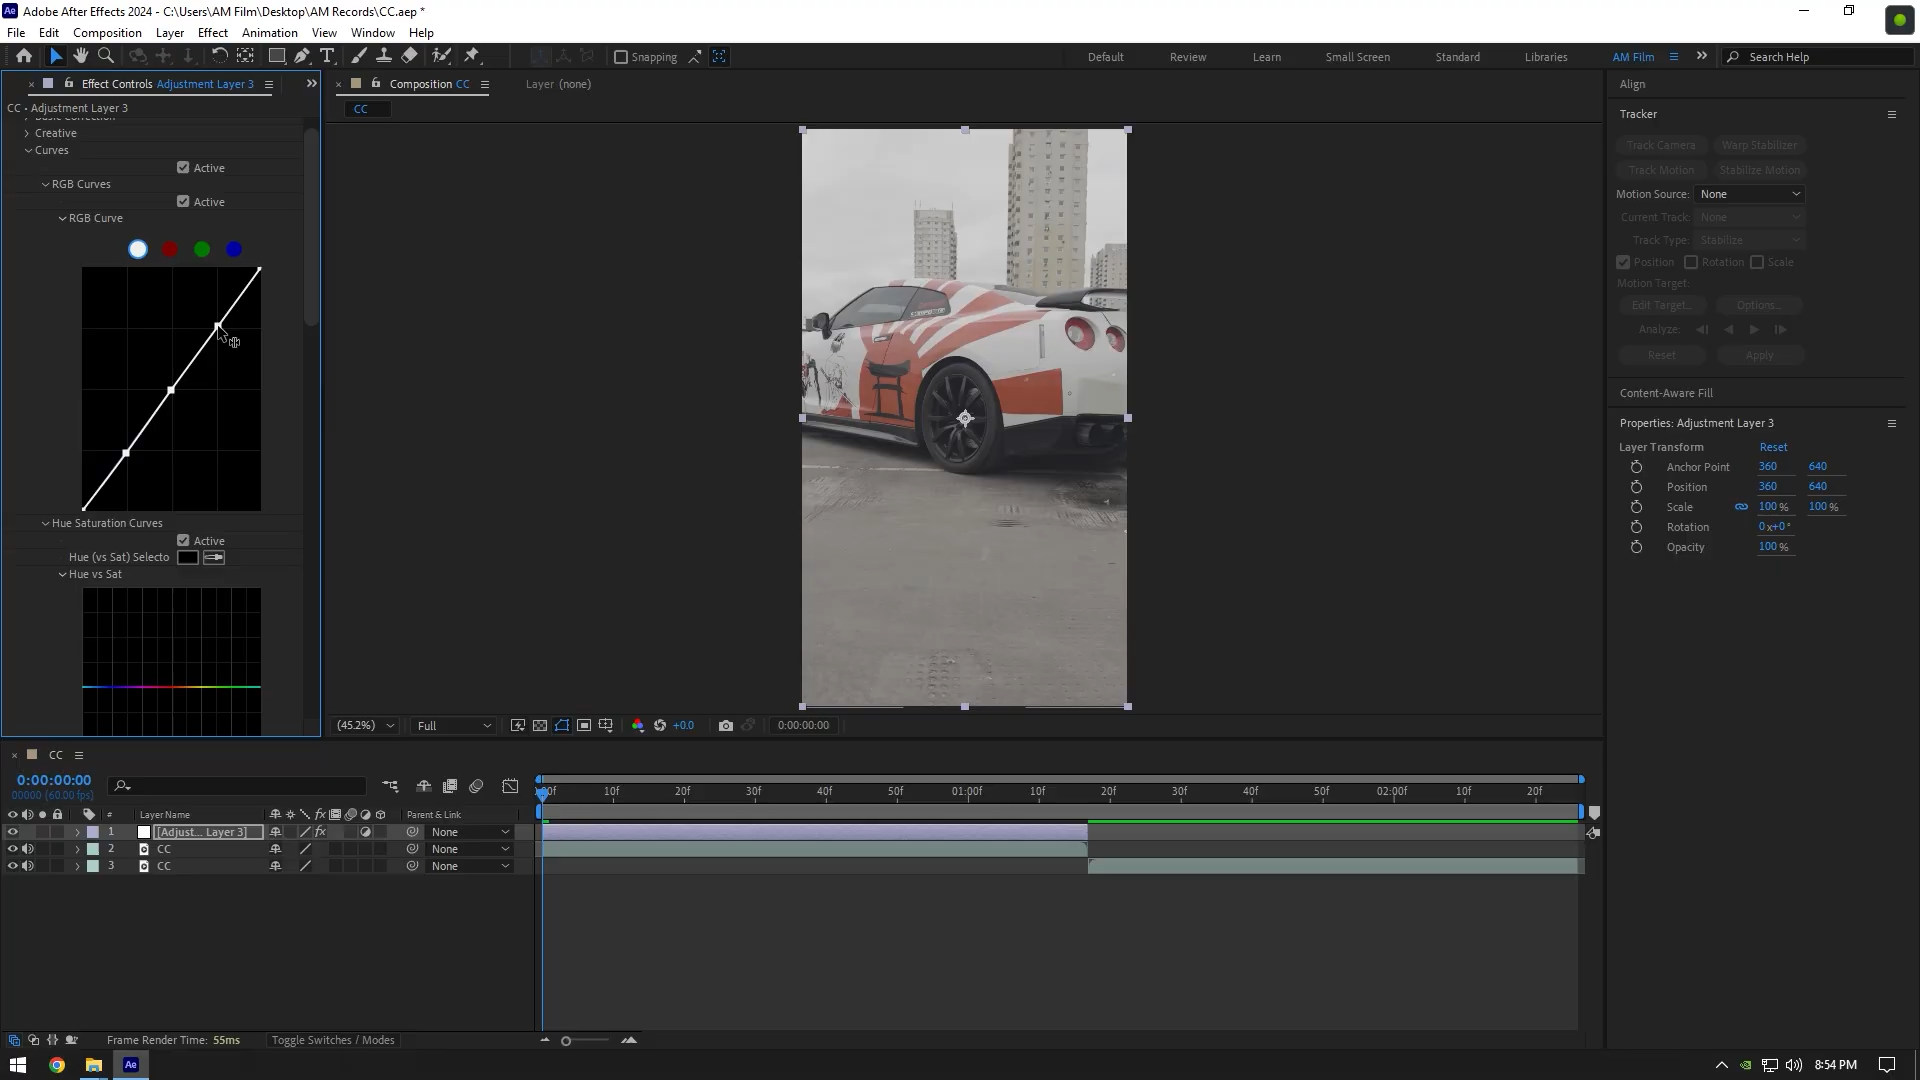 Adobe After Effects 2024 - C:\Users\AM Film\Desktop\AM Records\CC.aep *
File Edit Composition Layer Effect Animation View Window Help
Snapping
Default Review Learn Small Screen Standard Libraries AM Film Search Help
Effect Controls Adjustment Layer 3
Composition CC
Layer (none)
Align
CC • Adjustment Layer 3
CC
Tracker
Basic Correction
Creative
Curves
Active
RGB Curves
Active
RGB Curve
Track Camera Warp Stabilizer
Track Motion Stabilize Motion
Motion Source: None
Current Track: None
Track Type: Stabilize
Position Rotation Scale
Motion Target:
Edit Target... Options...
Analyze:
Reset Apply
Content-Aware Fill
Properties: Adjustment Layer 3
Layer Transform Reset
Anchor Point 360 640
Position 360 640
Scale 100 % 100 %
Rotation 0x+0°
Opacity 100 %
Hue Saturation Curves
Active
Hue (vs Sat) Selecto
Hue vs Sat
(45.2%) Full +0.0 0:00:00:00
CC
0:00:00:00
00000 (60.00 fps)
:00f 10f 20f 30f 40f 50f 01:00f 10f 20f 30f 40f 50f 02:00f 10f 20f
# Layer Name Parent & Link
1 [Adjust... Layer 3] None
2 CC None
3 CC None
Frame Render Time: 55ms Toggle Switches / Modes
8:54 PM